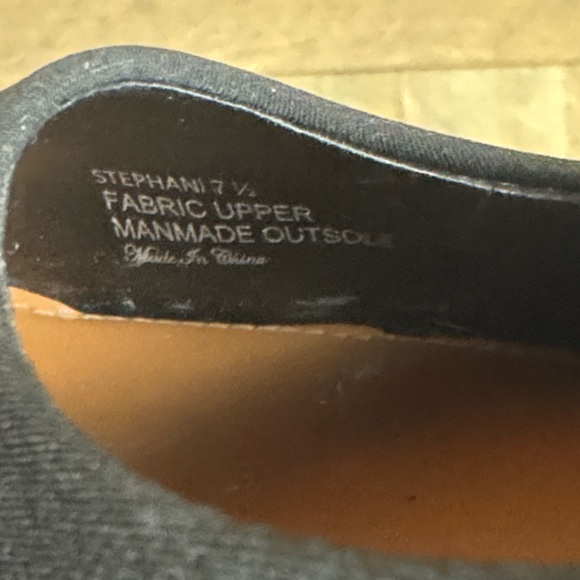 STEPHANI 7 ½
FABRIC UPPER
MANMADE OUTSOLE
Made In China